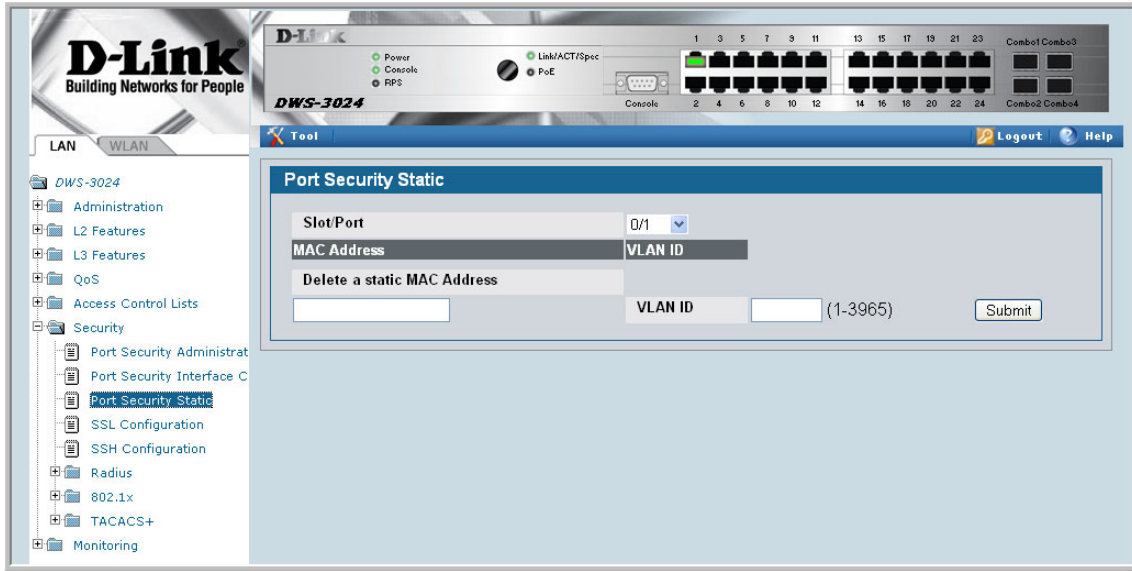 D-Link
Building Networks for People
D-Link
Power
Console
RPS
Link/ACT/Spec
PoE
DWS-3024
Console
1 3 5 7 9 11 13 15 17 19 21 23
2 4 6 8 10 12 14 16 18 20 22 24
Combo1 Combo3
Combo2 Combo4
LAN WLAN
Tool
Logout Help
DWS-3024
Administration
L2 Features
L3 Features
QoS
Access Control Lists
Security
Port Security Administrat
Port Security Interface C
Port Security Static
SSL Configuration
SSH Configuration
Radius
802.1x
TACACS+
Monitoring
Port Security Static
Slot/Port 0/1
MAC Address VLAN ID
Delete a static MAC Address
VLAN ID (1-3965) Submit